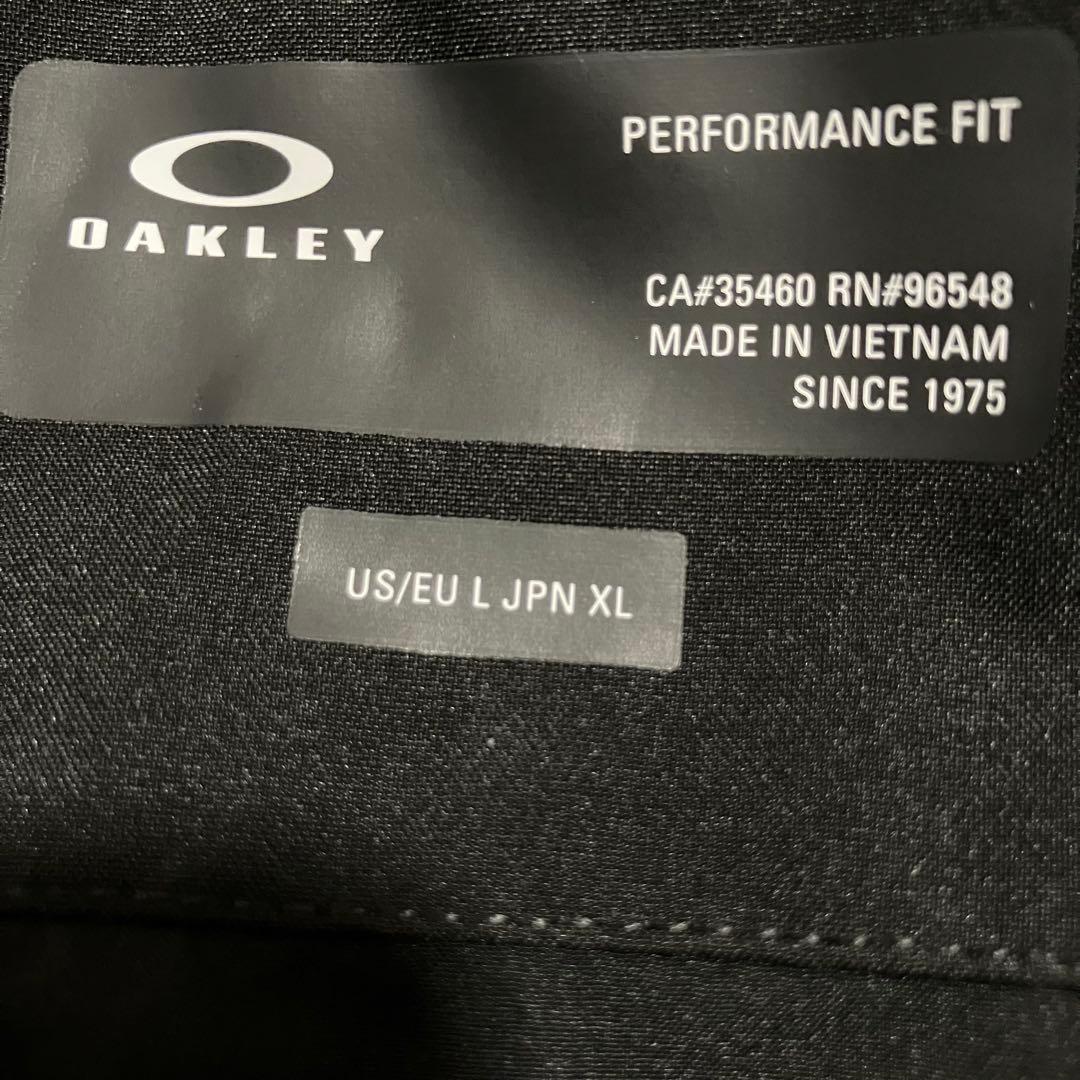 OAKLEY
PERFORMANCE FIT
CA#35460 RN#96548
MADE IN VIETNAM
SINCE 1975
US/EU L JPN XL